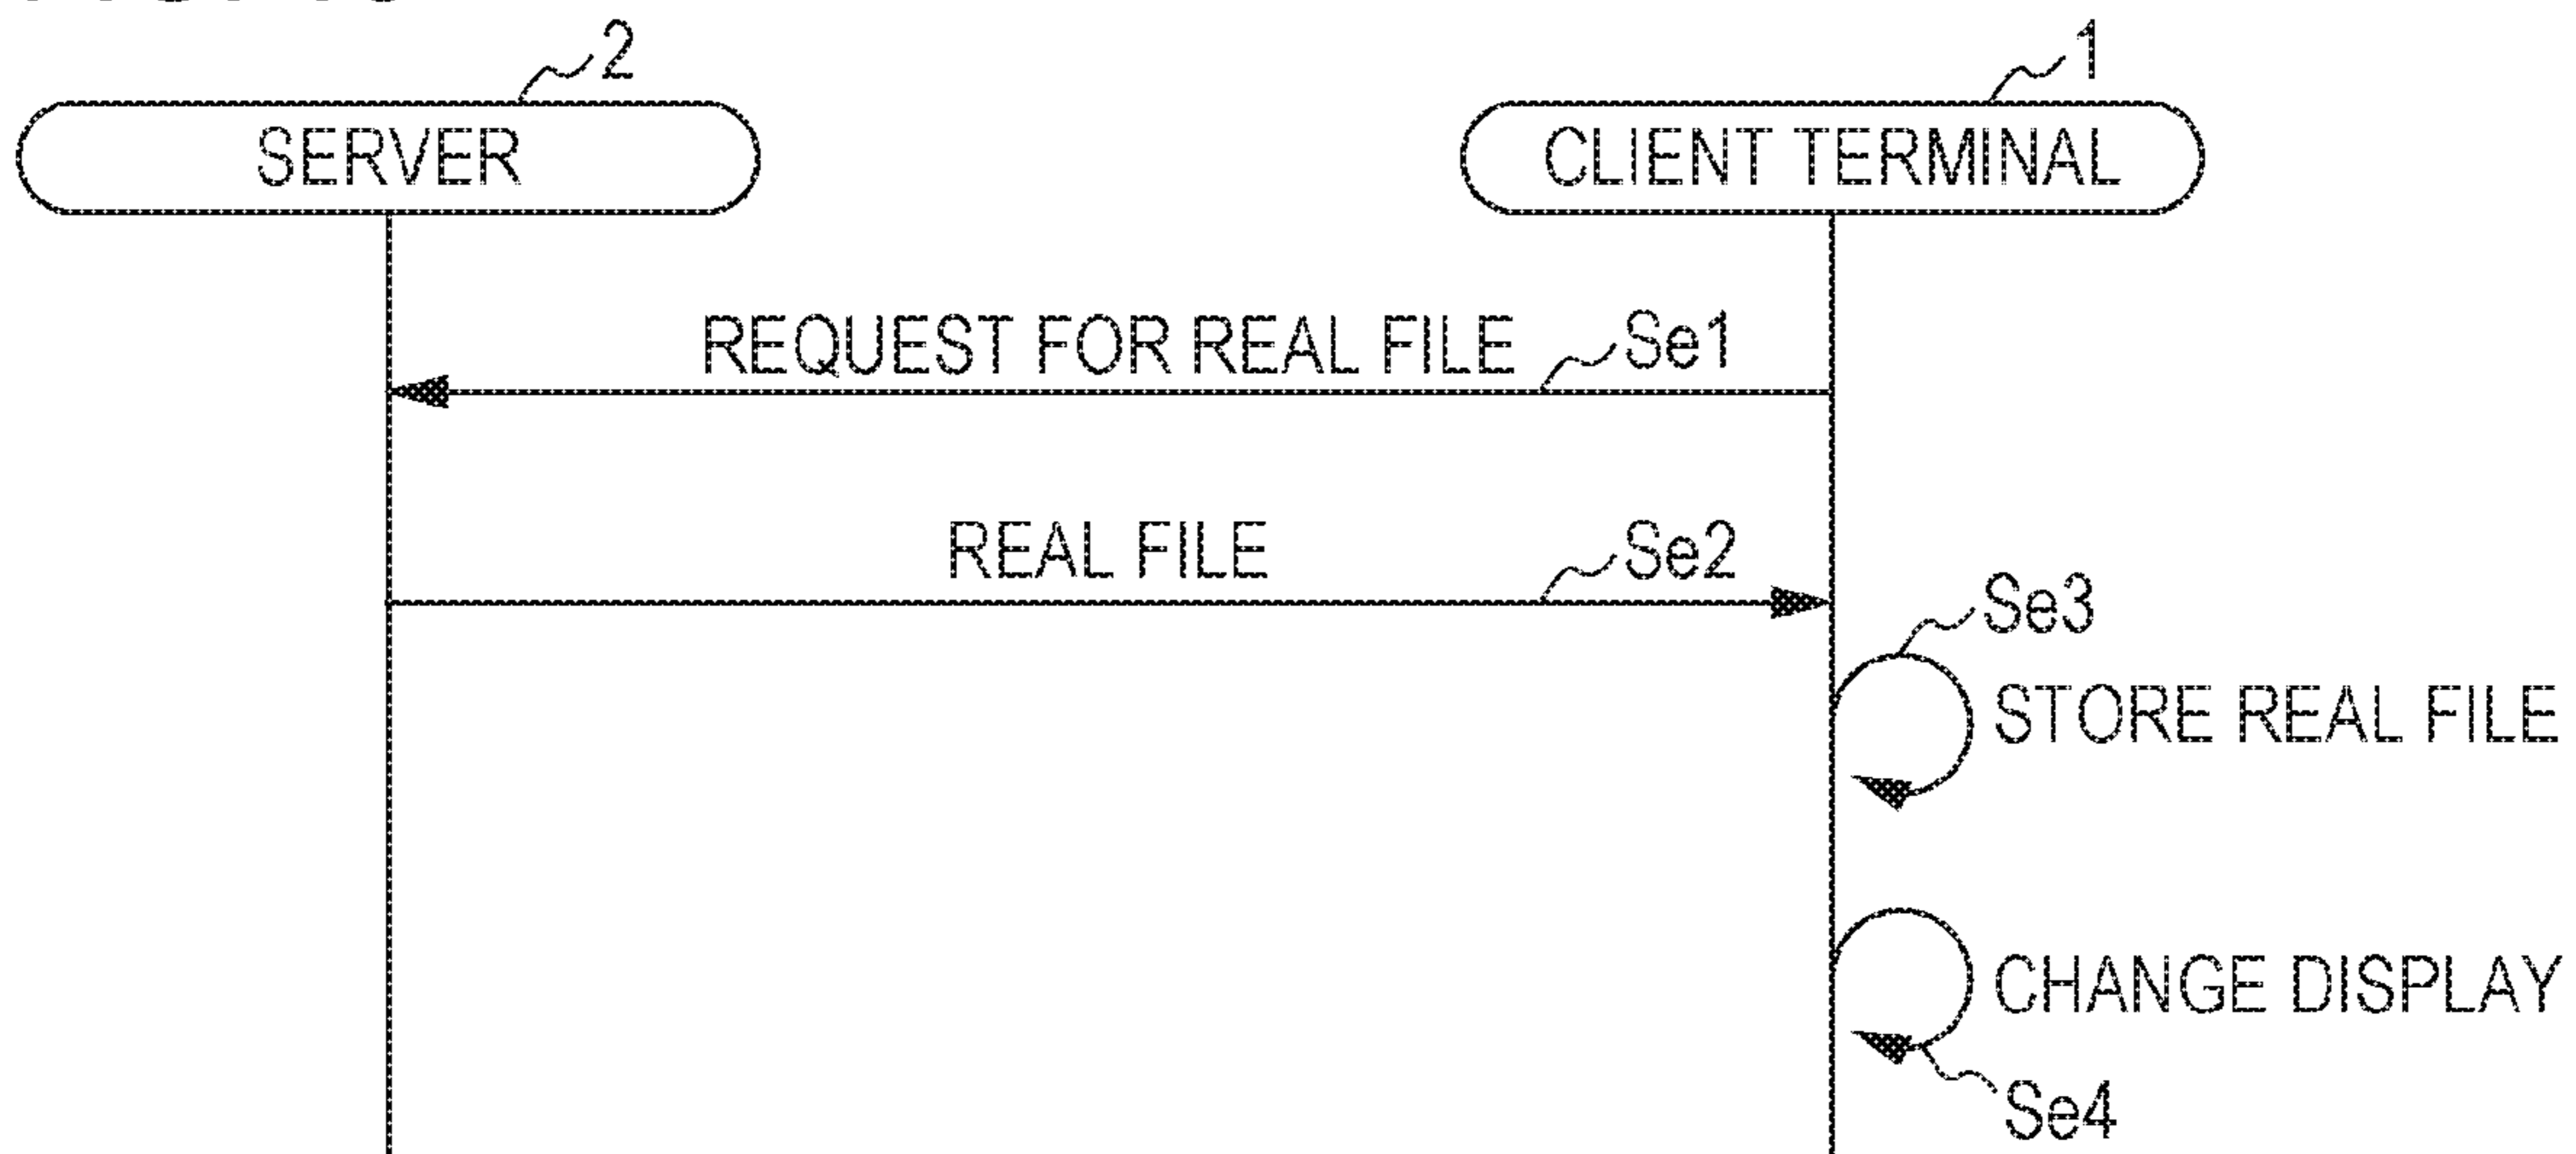 2
1
SERVER
CLIENT TERMINAL
REQUEST FOR REAL FILE
Se1
REAL FILE
Se2
Se3
STORE REAL FILE
CHANGE DISPLAY
Se4